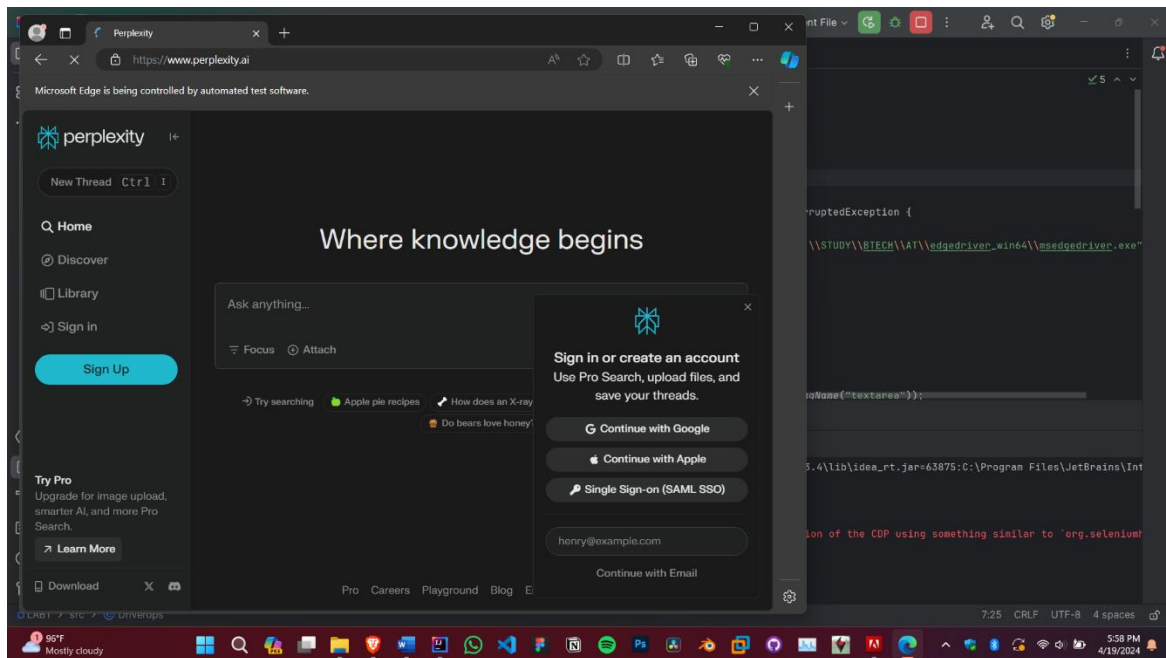 Perplexity
nt File
https://www.perplexity.ai
Microsoft Edge is being controlled by automated test software.
5
perplexity
New Thread Ctrl I
Home
Discover
Library
Sign in
Sign Up
Where knowledge begins
Ask anything...
Focus Attach
Try searching Apple pie recipes How does an X-ray
Do bears love honey?
Sign in or create an account
Use Pro Search, upload files, and
save your threads.
Continue with Google
Continue with Apple
Single Sign-on (SAML SSO)
henry@example.com
Continue with Email
Try Pro
Upgrade for image upload,
smarter AI, and more Pro
Search.
Learn More
Download
Pro Careers Playground Blog E
rruptedException {
\\STUDY\\BTECH\\AT\\edgedriver_win64\\msedgedriver.exe"
gName("textarea"));
3.4\lib\idea_rt.jar=63875:C:\Program Files\JetBrains\Int
ion of the CDP using something similar to `org.seleniumh
LAB1 > src > Driverops
7:25 CRLF UTF-8 4 spaces
1
96°F
Mostly cloudy
5:58 PM
4/19/2024